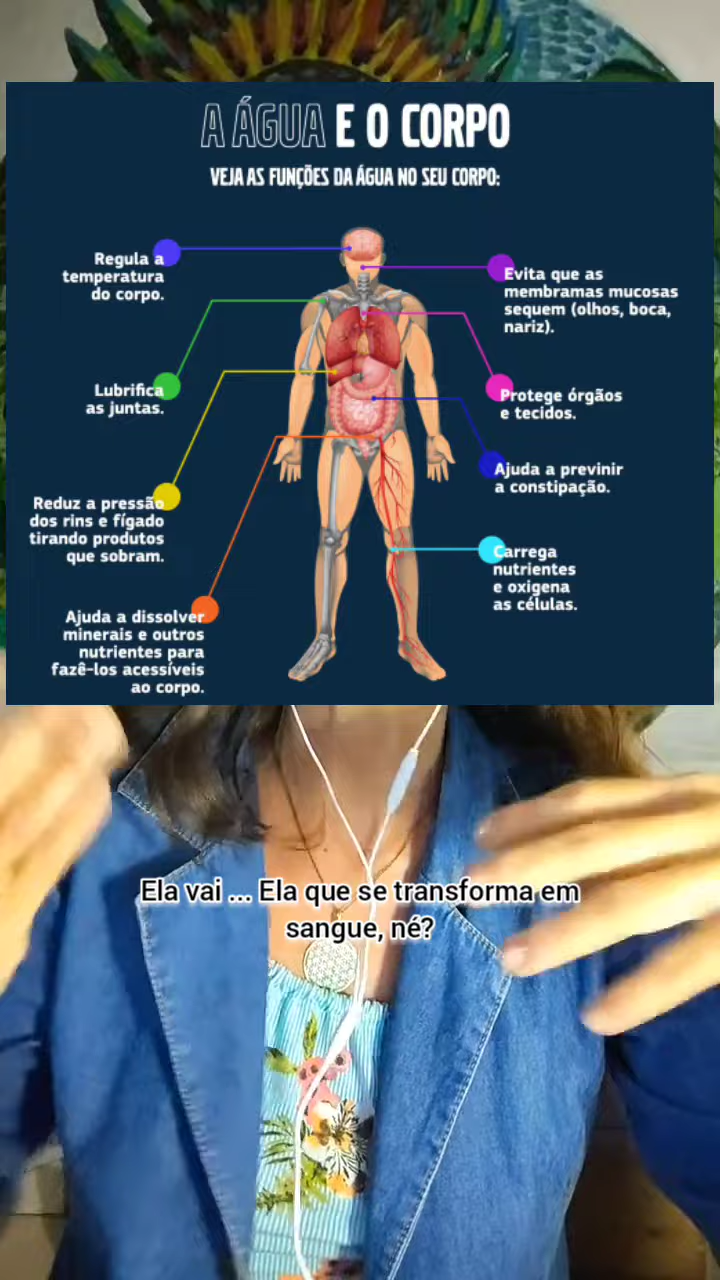 A ÁGUA E O CORPO
VEJA AS FUNÇÕES DA ÁGUA NO SEU CORPO:
Regula a
temperatura
do corpo.
Lubrifica
as juntas.
Reduz a pressão
dos rins e fígado
tirando produtos
que sobram.
Ajuda a dissolver
minerais e outros
nutrientes para
fazê-los acessíveis
ao corpo.
Evita que as
membramas mucosas
sequem (olhos, boca,
nariz).
Protege órgãos
e tecidos.
Ajuda a previnir
a constipação.
Carrega
nutrientes
e oxigena
as células.
Ela vai ... Ela que se transforma em
sangue, né?